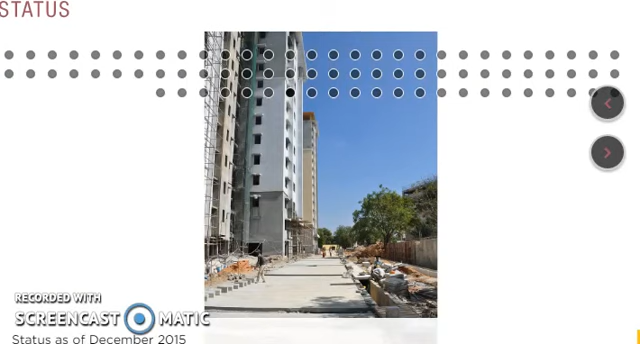 STATUS
RECORDED WITH
SCREENCAST MATIC
Status as of December 2015